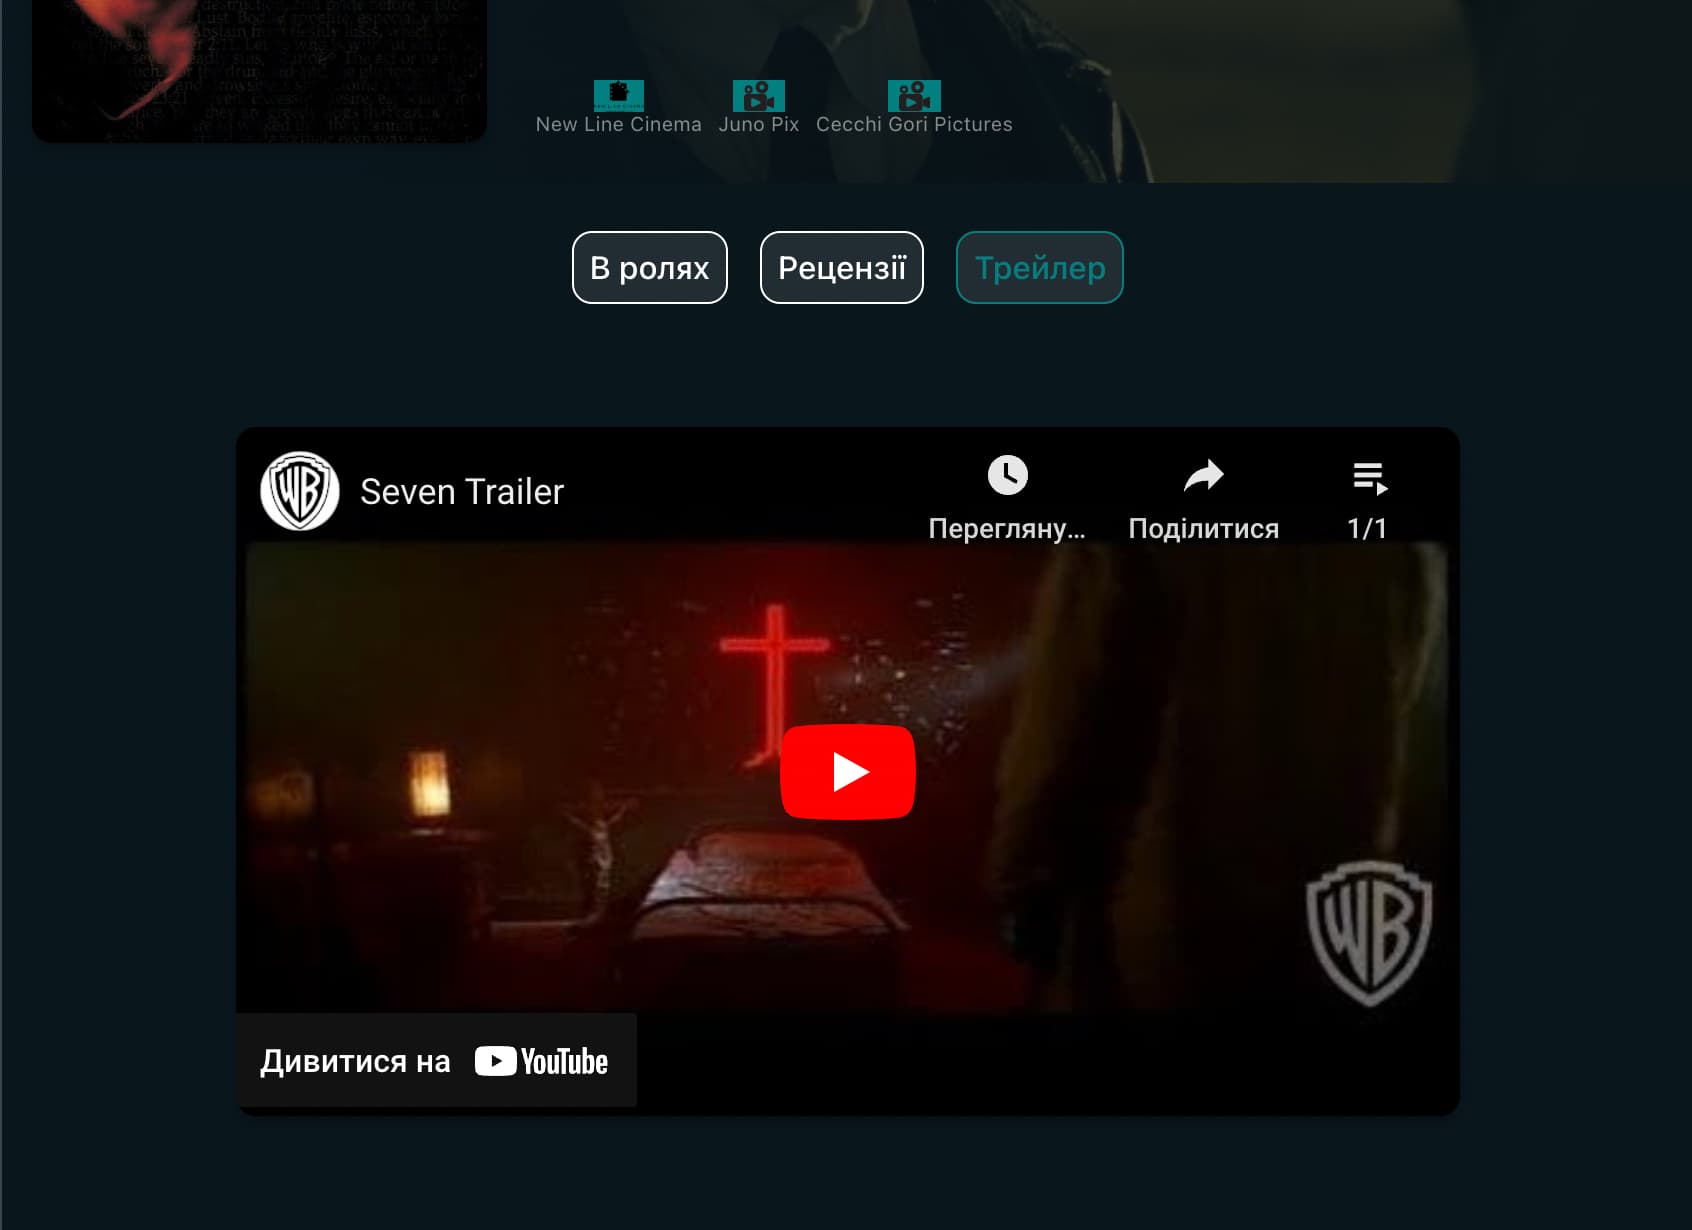 New Line Cinema Juno Pix Cecchi Gori Pictures
В ролях Рецензії Трейлер
Seven Trailer
Перегляну... Поділитися 1/1
Дивитися на YouTube